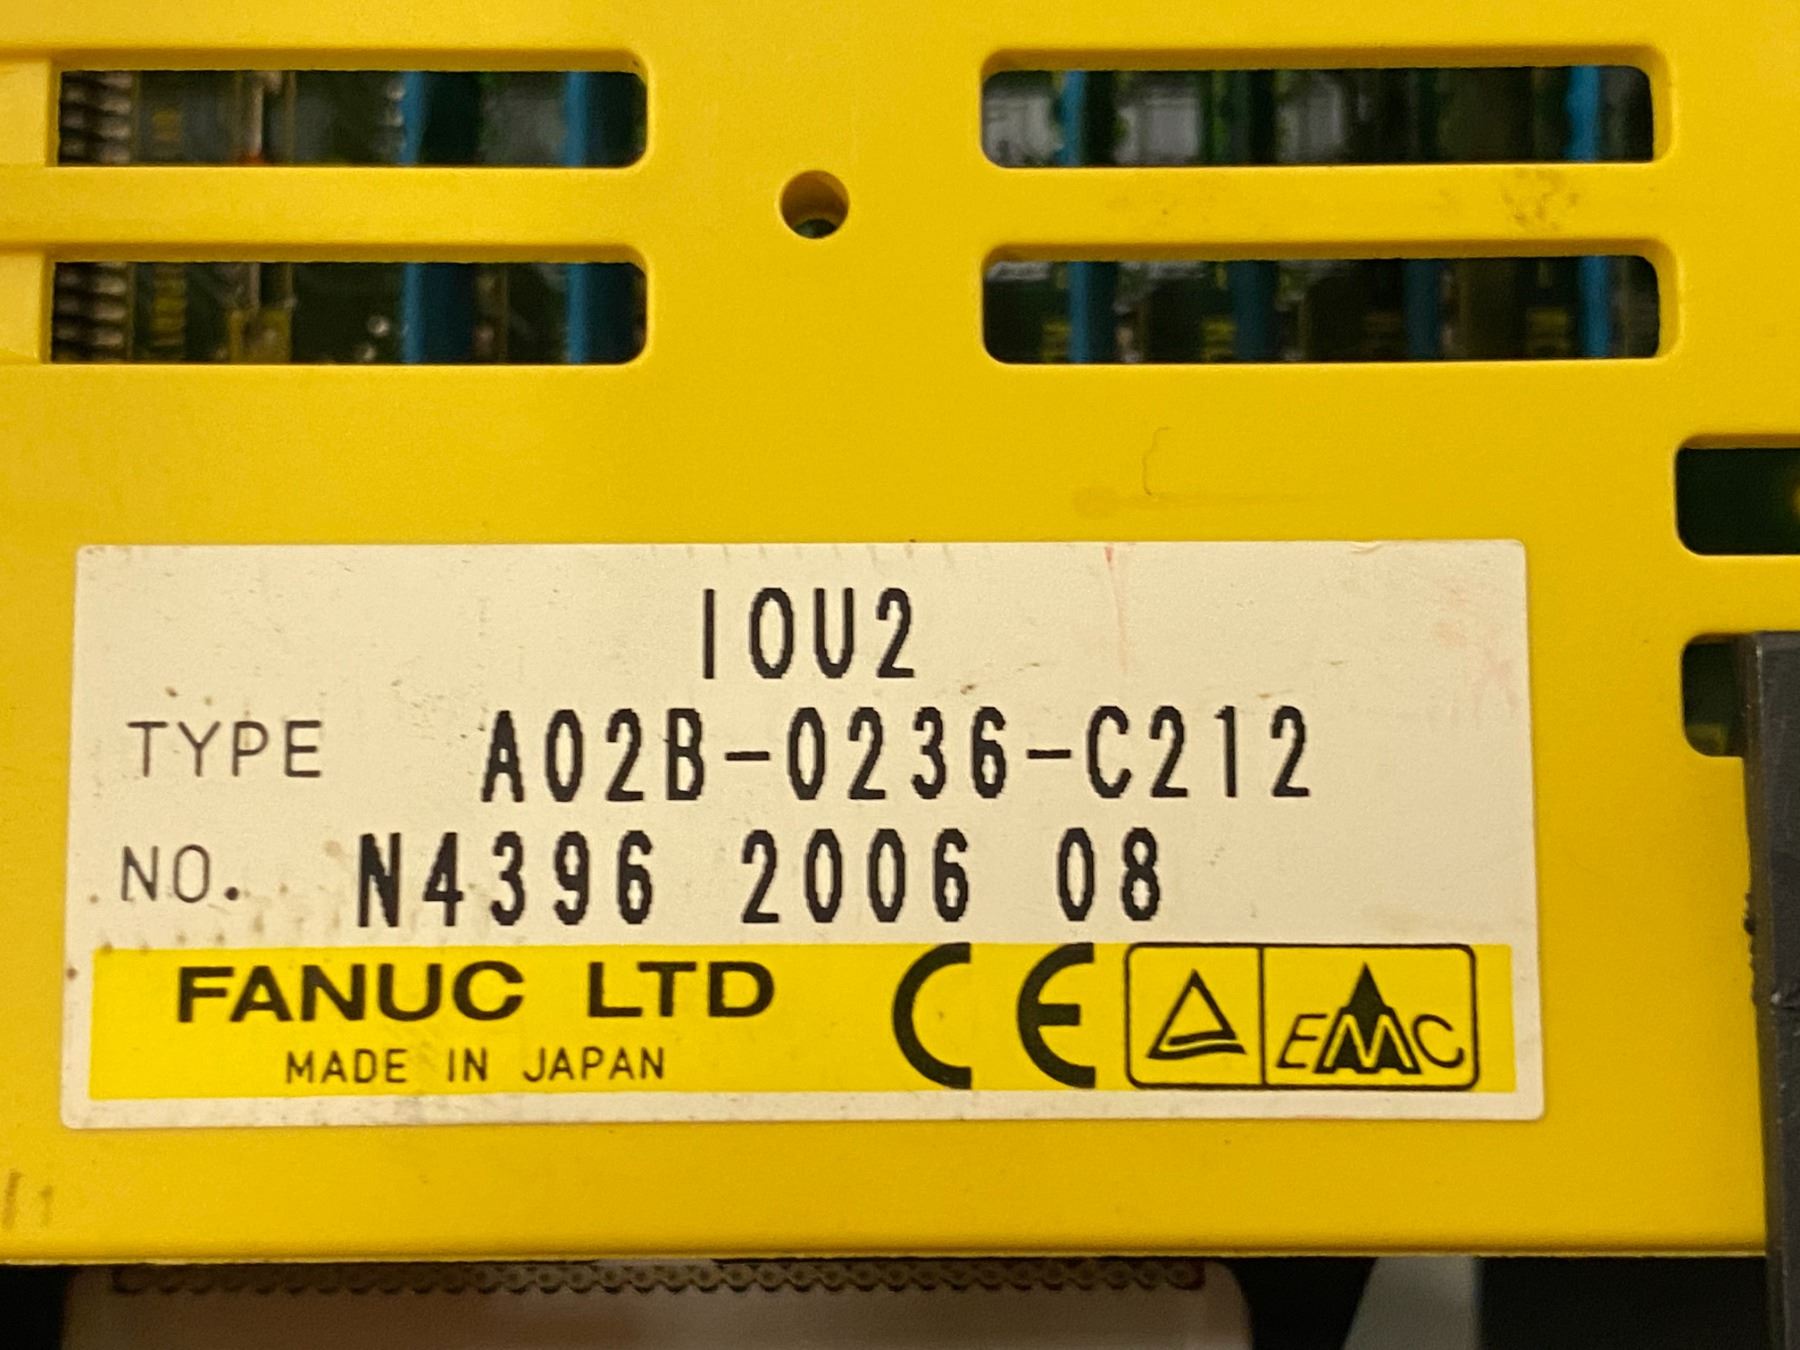 IOU2
TYPE A02B-0236-C212
NO. N4396 2006 08
FANUC LTD CE EMC
MADE IN JAPAN